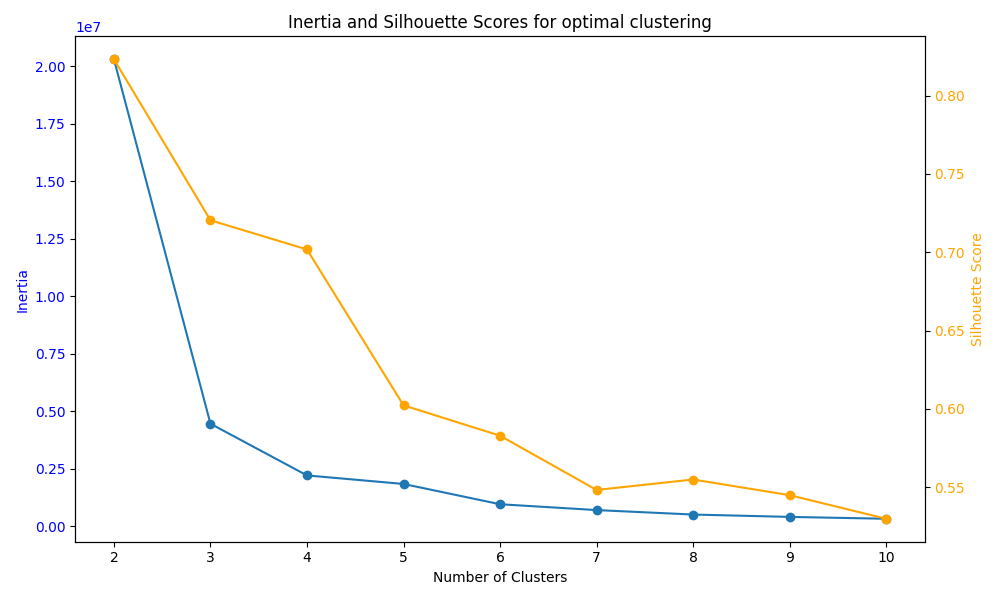 Inertia and Silhouette Scores for optimal clustering
1e7
2.00
1.75
1.50
1.25
1.00
0.75
0.50
0.25
0.00
Inertia
0.80
0.75
0.70
0.65
0.60
0.55
Silhouette Score
2 3 4 5 6 7 8 9 10
Number of Clusters